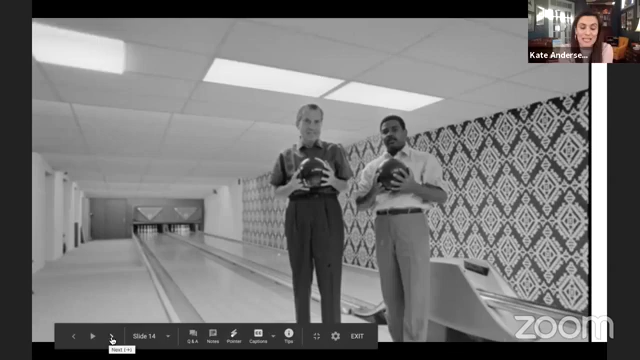 Kate Anderse...
Slide 14
Q & A
Notes
Pointer
Captions
Tips
EXIT
Next (→)
zoom